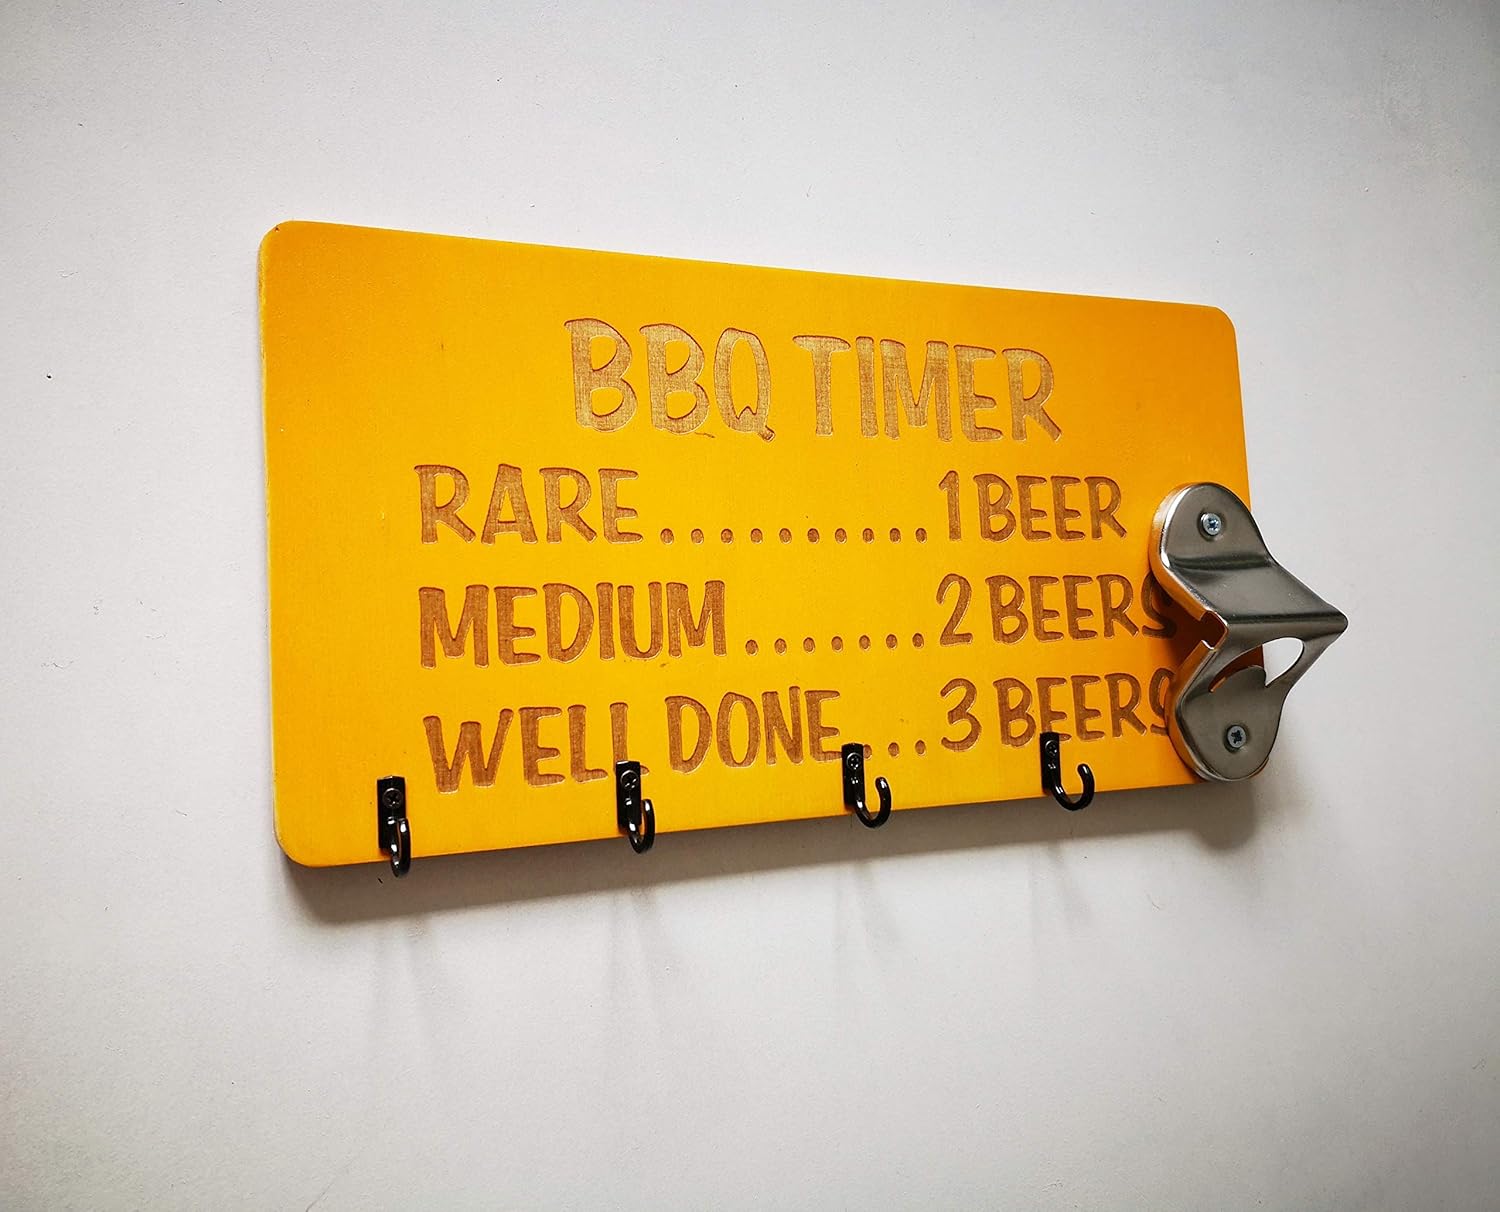 BBQ TIMER
RARE..........1 BEER
MEDIUM.......2 BEERS
WELL DONE....3 BEERS